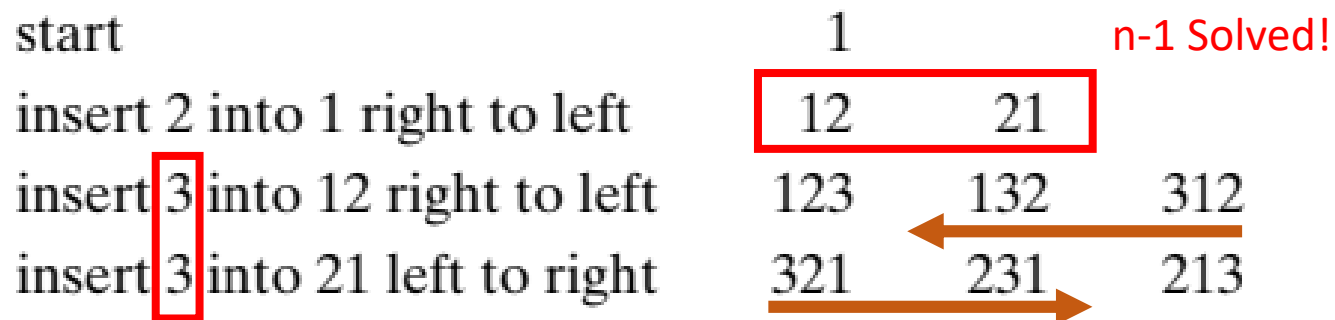 start 1 n-1 Solved!
insert 2 into 1 right to left 12 21
insert 3 into 12 right to left 123 132 312
insert 3 into 21 left to right 321 231 213